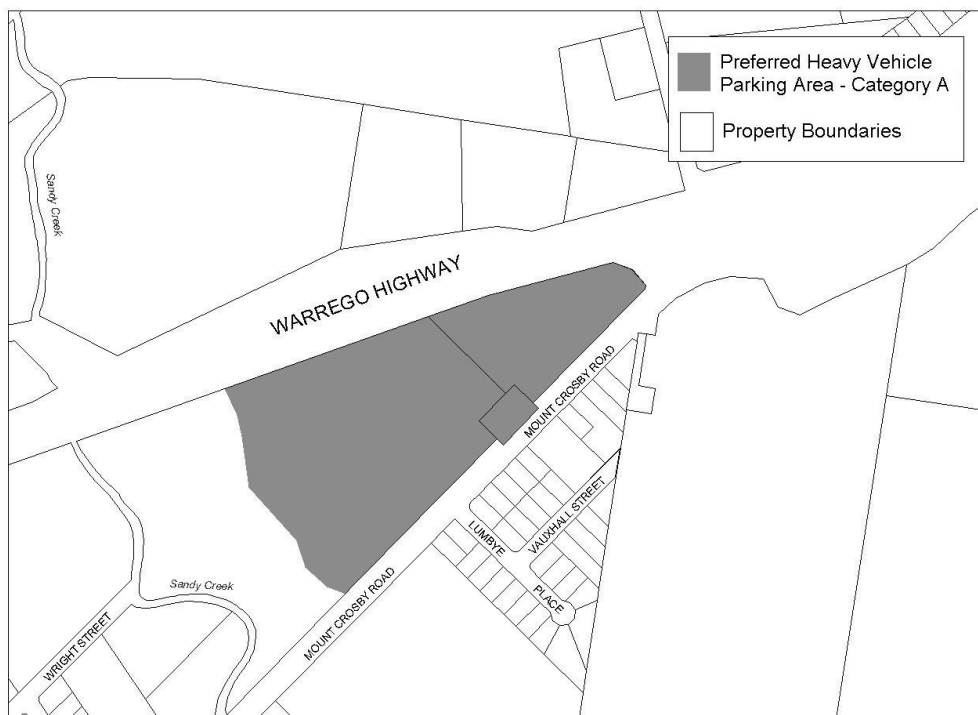 Preferred Heavy Vehicle
Parking Area - Category A
Property Boundaries
Sandy Creek
WARREGO HIGHWAY
MOUNT CROSBY ROAD
VAUXHALL STREET
LUMBYE
PLACE
Sandy Creek
MOUNT CROSBY ROAD
WRIGHT STREET